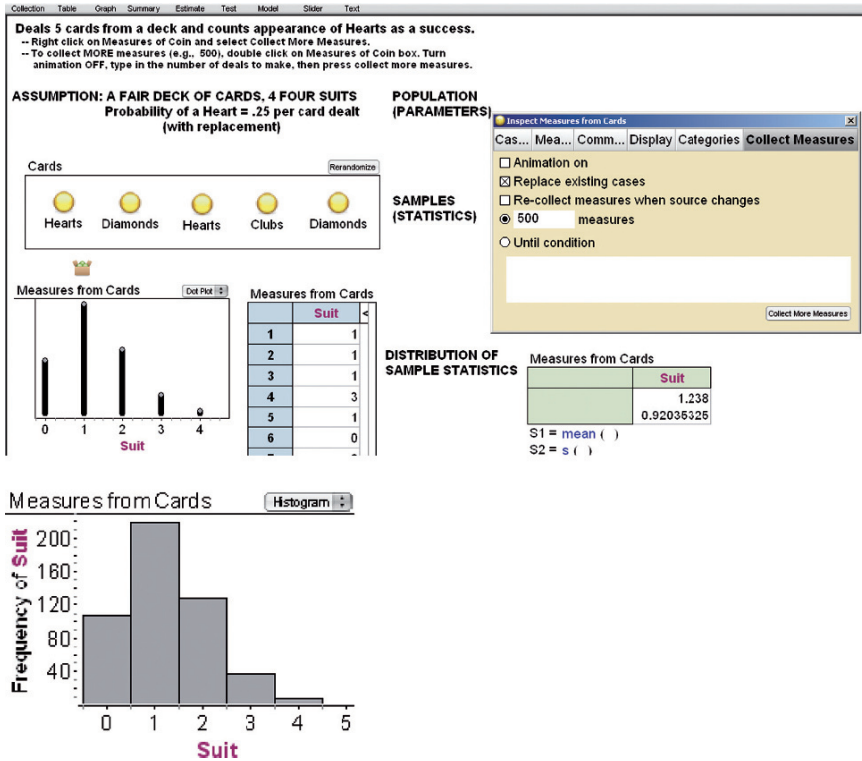 Collection Table Graph Summary Estimate Test Model Slider Text
Deals 5 cards from a deck and counts appearance of Hearts as a success.
-- Right click on Measures of Coin and select Collect More Measures.
-- To collect MORE measures (e.g., 500), double click on Measures of Coin box. Turn
animation OFF, type in the number of deals to make, then press collect more measures.
ASSUMPTION: A FAIR DECK OF CARDS, 4 FOUR SUITS
Probability of a Heart = .25 per card dealt
(with replacement)
POPULATION
(PARAMETERS)
Inspect Measures from Cards
Cas... Mea... Comm... Display Categories Collect Measures
Animation on
Replace existing cases
Re-collect measures when source changes
500 measures
Until condition
Collect More Measures
Cards
Rerandomize
Hearts Diamonds Hearts Clubs Diamonds
SAMPLES
(STATISTICS)
Measures from Cards
Dot Plot
0 1 2 3 4
Suit
Measures from Cards
Suit <
1 1
2 1
3 1
4 3
5 1
6 0
DISTRIBUTION OF
SAMPLE STATISTICS
Measures from Cards
Suit
1.238
0.92035325
S1 = mean ( )
S2 = s ( )
Measures from Cards
Histogram
Frequency of Suit
200
160
120
80
40
0 1 2 3 4 5
Suit